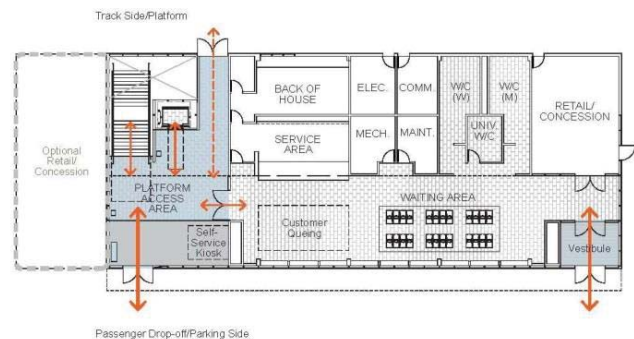 Track Side/Platform
Optional
Retail/
Concession
BACK OF
HOUSE
SERVICE
AREA
ELEC.
COMM.
MECH.
MAINT.
W/C
(W)
W/C
(M)
UNIV.
W/C
RETAIL/
CONCESSION
PLATFORM
ACCESS
AREA
WAITING AREA
Customer
Queing
Self-
Service
Kiosk
Vestibule
Passenger Drop-off/Parking Side